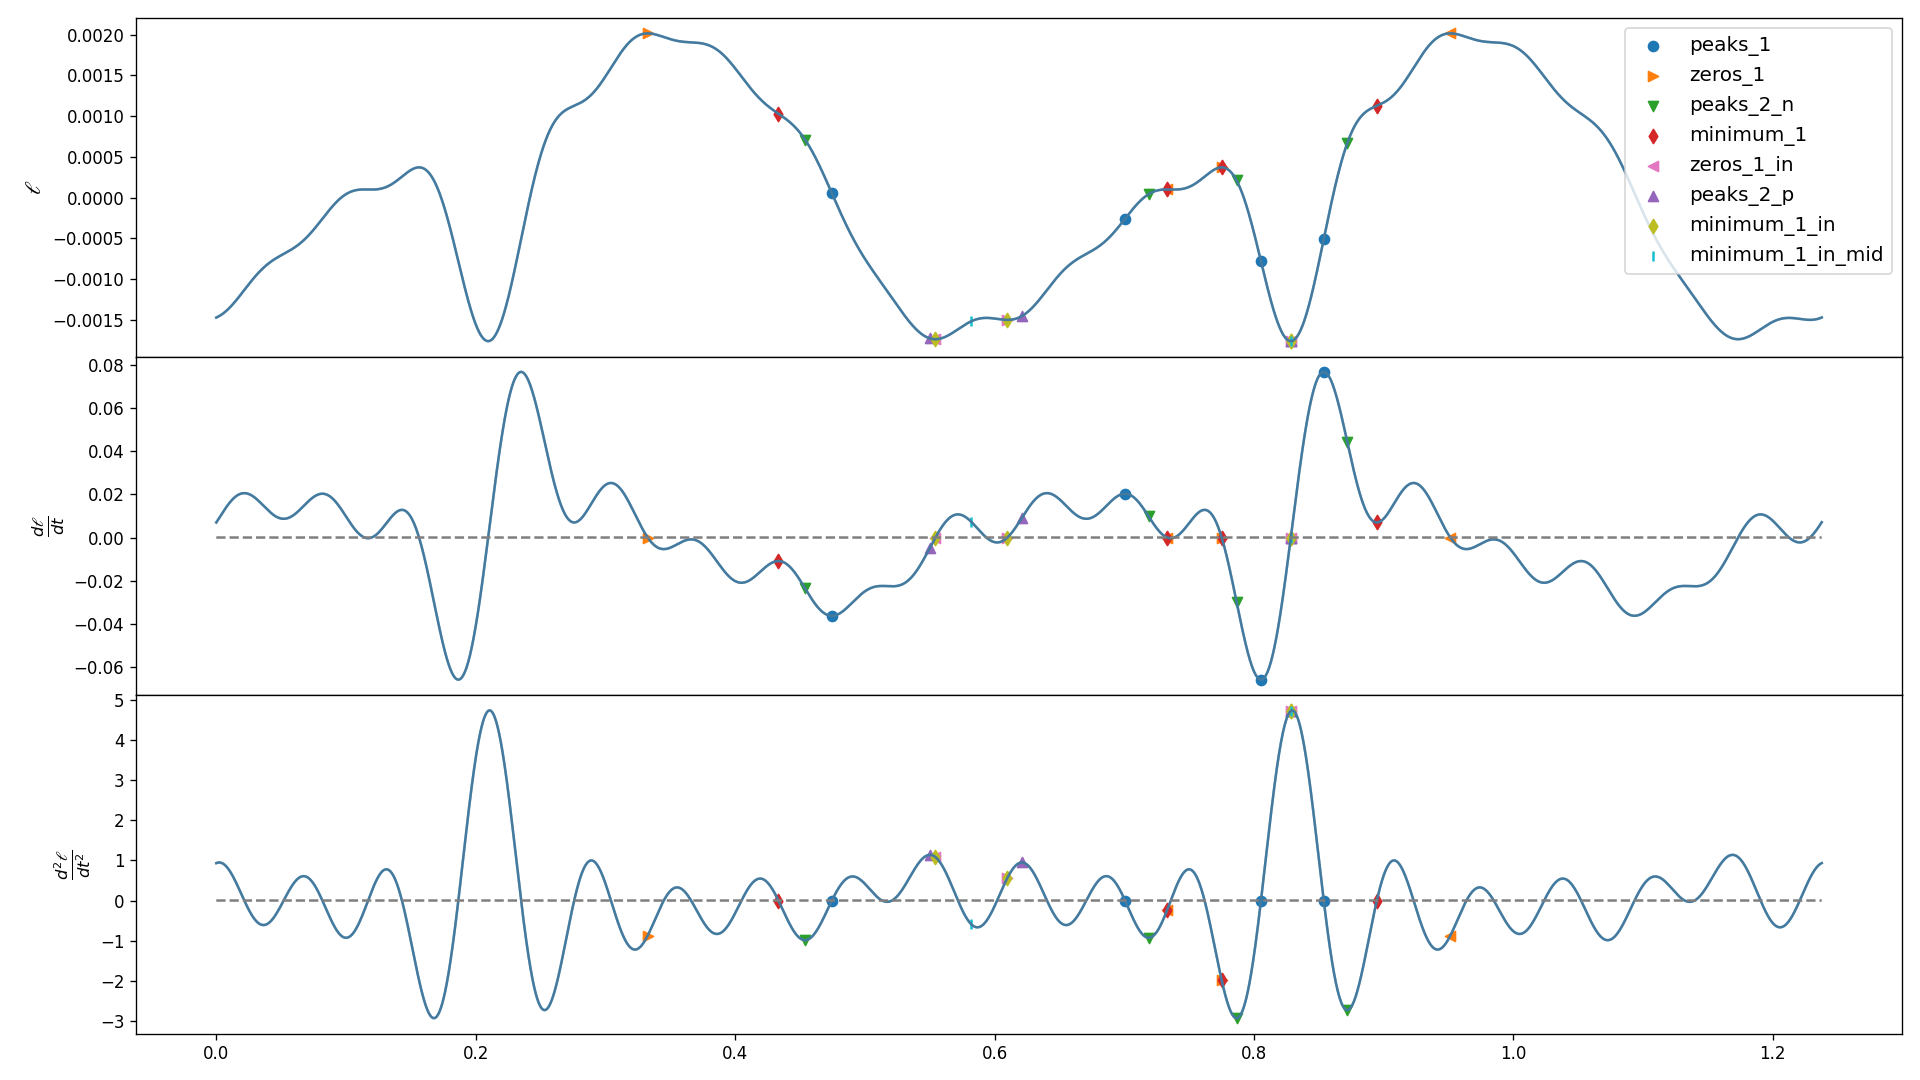 0.0020
0.0015
0.0010
0.0005
0.0000
−0.0005
−0.0010
−0.0015
ℓ
peaks_1
zeros_1
peaks_2_n
minimum_1
zeros_1_in
peaks_2_p
minimum_1_in
minimum_1_in_mid
0.08
0.06
0.04
0.02
0.00
−0.02
−0.04
−0.06
dℓ
dt
5
4
3
2
1
0
−1
−2
−3
d²ℓ
dt²
0.0 0.2 0.4 0.6 0.8 1.0 1.2